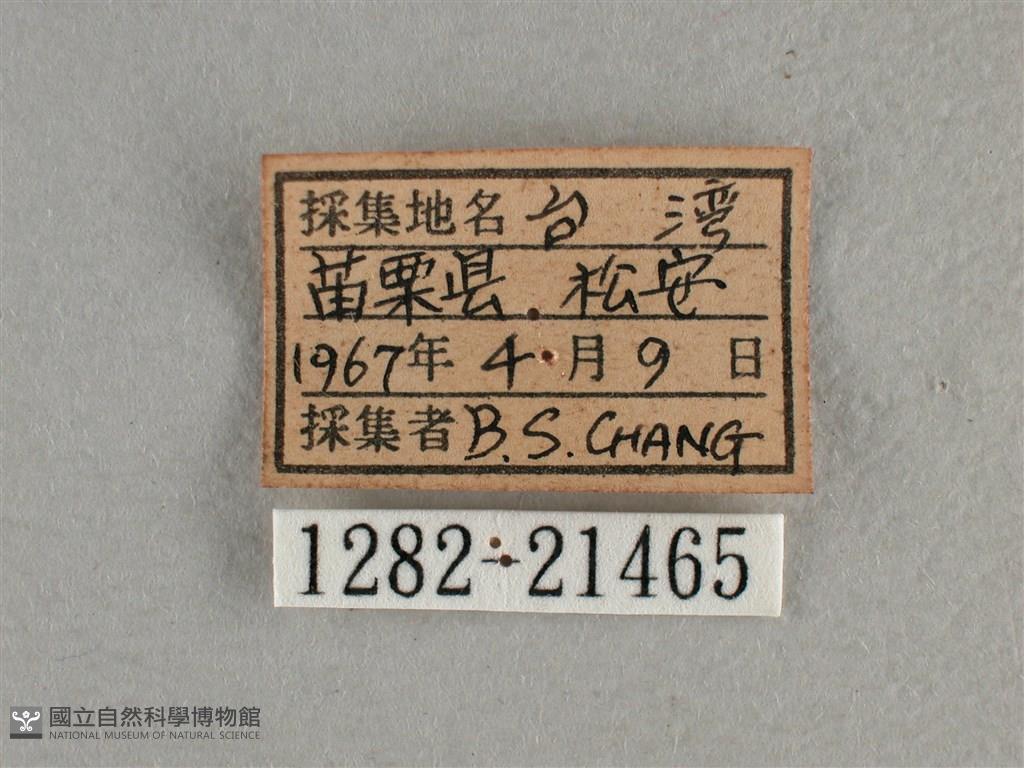 採集地名 台 湾
苗栗县 松安
1967年 4 月 9 日
採集者 B.S. CHANG
1282-21465
國立自然科學博物館
NATIONAL MUSEUM OF NATURAL SCIENCE